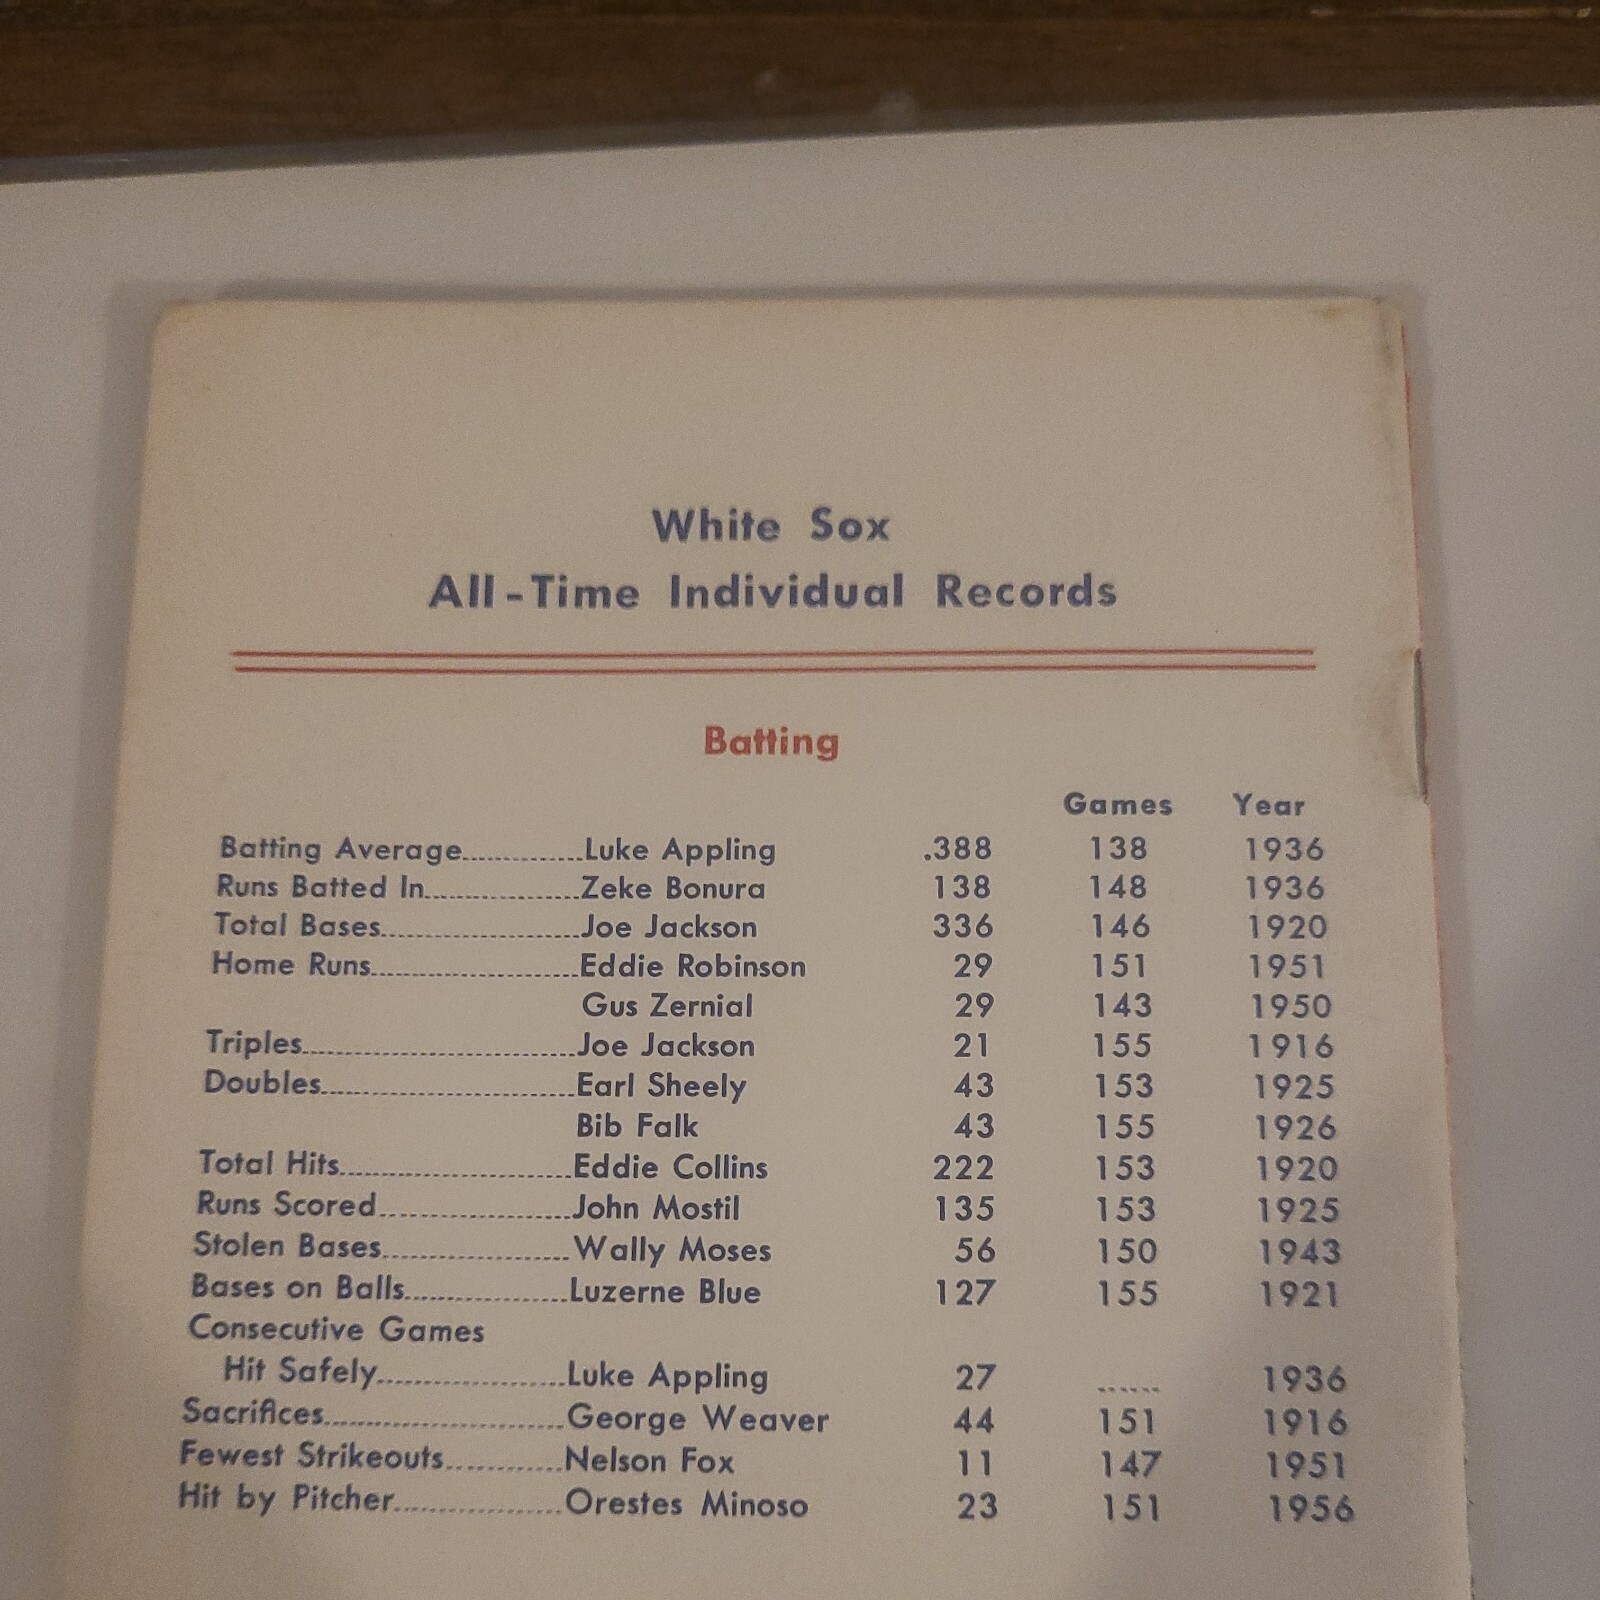 White Sox
All-Time Individual Records
Batting
Games Year
Batting Average..............Luke Appling .388 138 1936
Runs Batted In..................Zeke Bonura 138 148 1936
Total Bases.......................Joe Jackson 336 146 1920
Home Runs........................Eddie Robinson 29 151 1951
Gus Zernial 29 143 1950
Triples................................Joe Jackson 21 155 1916
Doubles..............................Earl Sheely 43 153 1925
Bib Falk 43 155 1926
Total Hits...........................Eddie Collins 222 153 1920
Runs Scored......................John Mostil 135 153 1925
Stolen Bases......................Wally Moses 56 150 1943
Bases on Balls...................Luzerne Blue 127 155 1921
Consecutive Games
Hit Safely......................Luke Appling 27 ...... 1936
Sacrifices............................George Weaver 44 151 1916
Fewest Strikeouts..............Nelson Fox 11 147 1951
Hit by Pitcher....................Orestes Minoso 23 151 1956